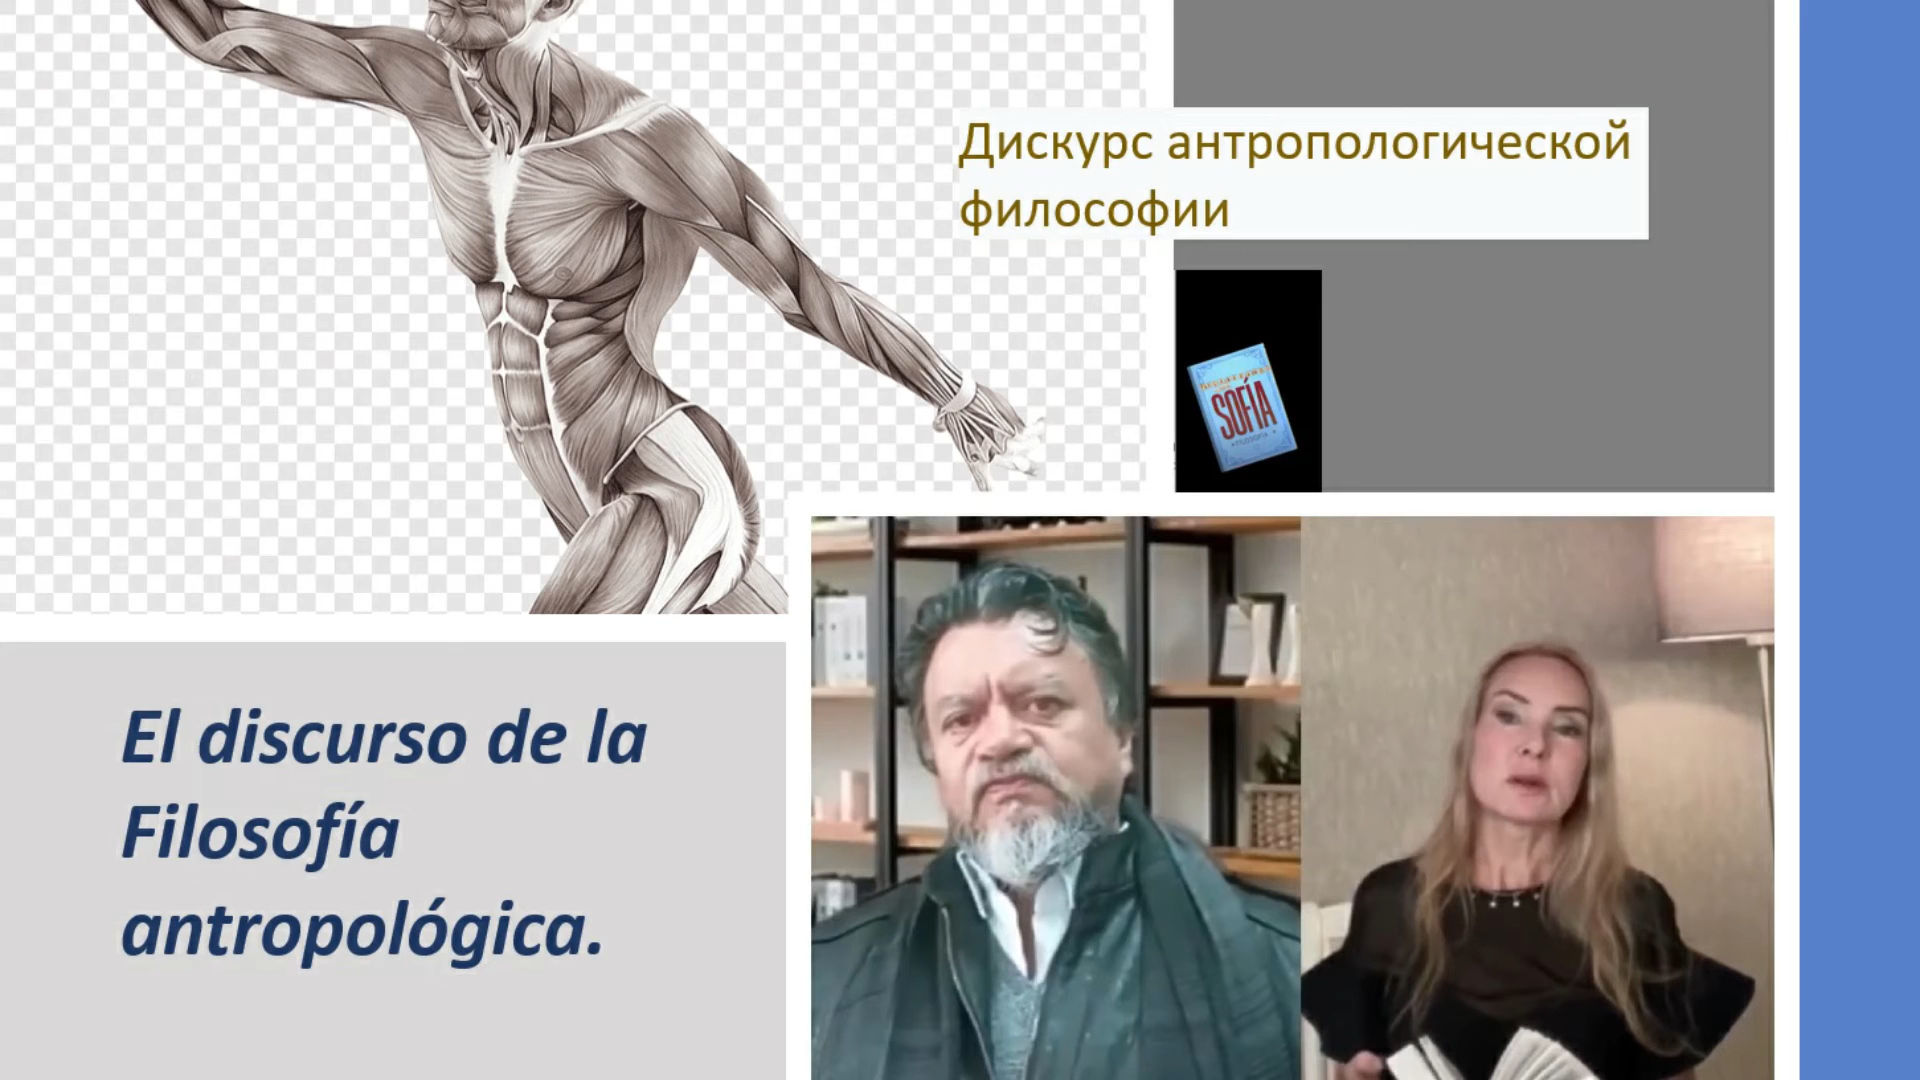 Дискурс антропологической
философии
SOFÍA
El discurso de la
Filosofía
antropológica.